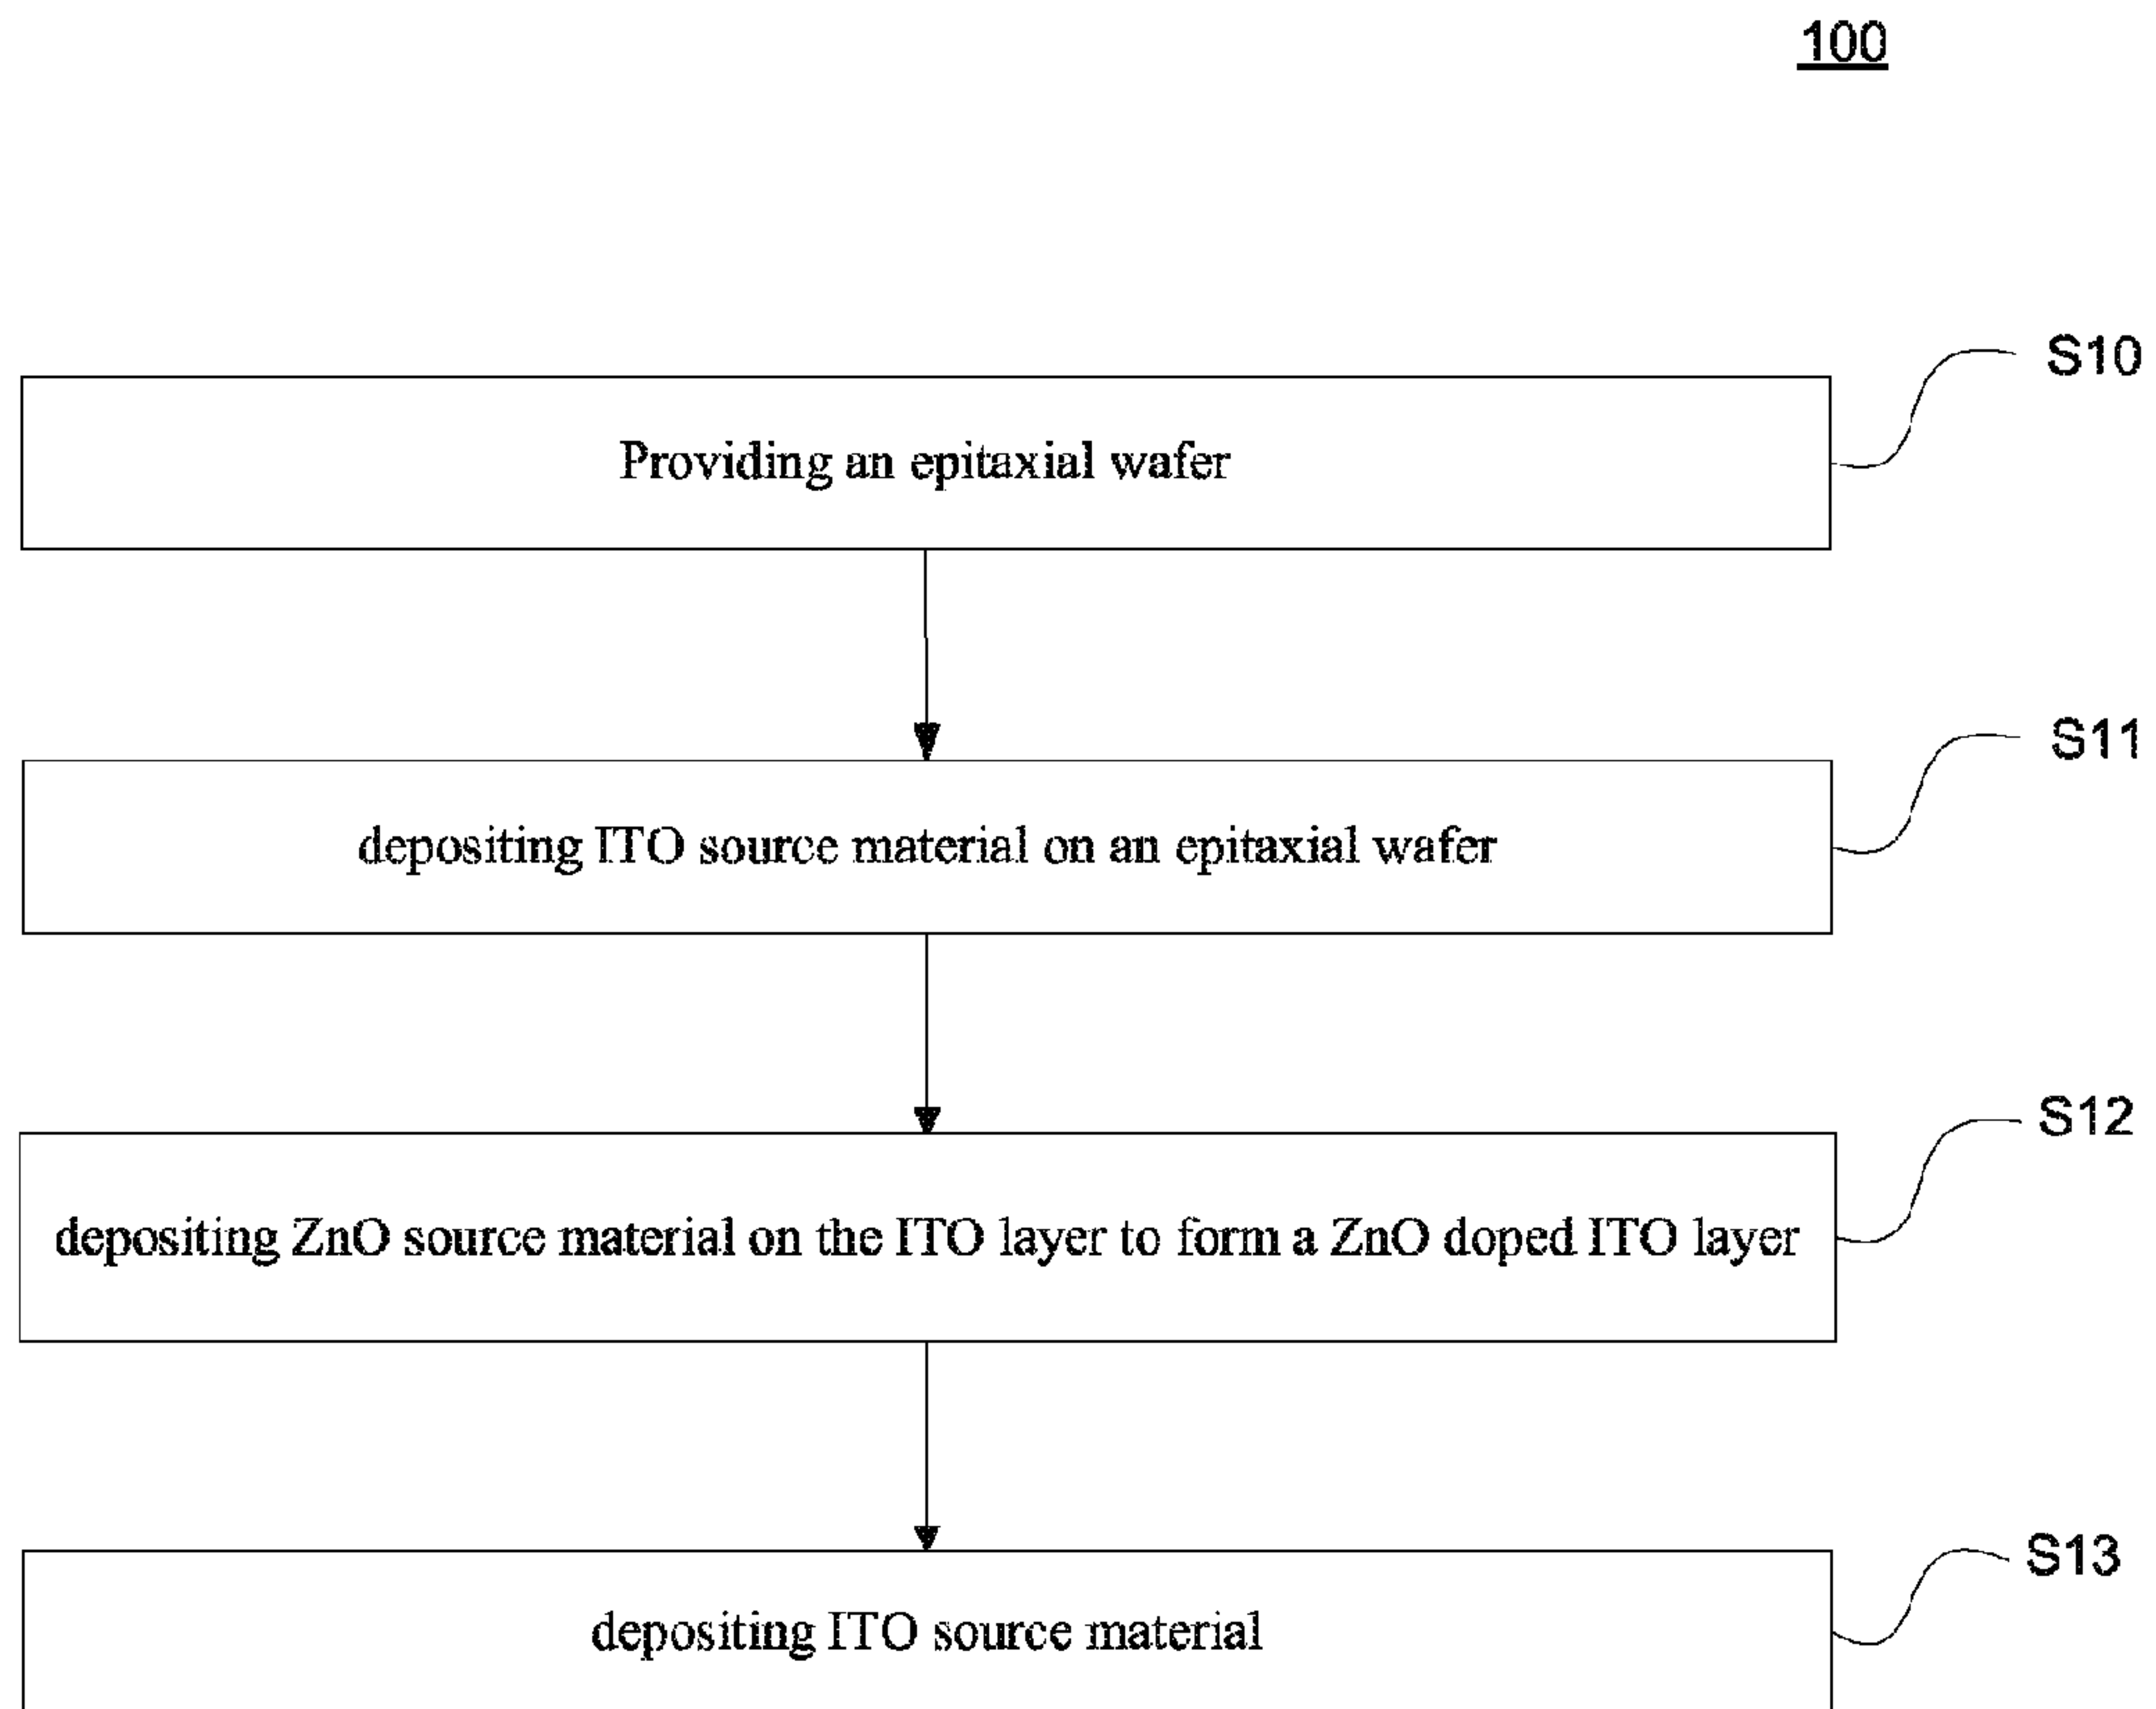 100
S10
Providing an epitaxial wafer
S11
depositing ITO source material on an epitaxial wafer
S12
depositing ZnO source material on the ITO layer to form a ZnO doped ITO layer
S13
depositing ITO source material